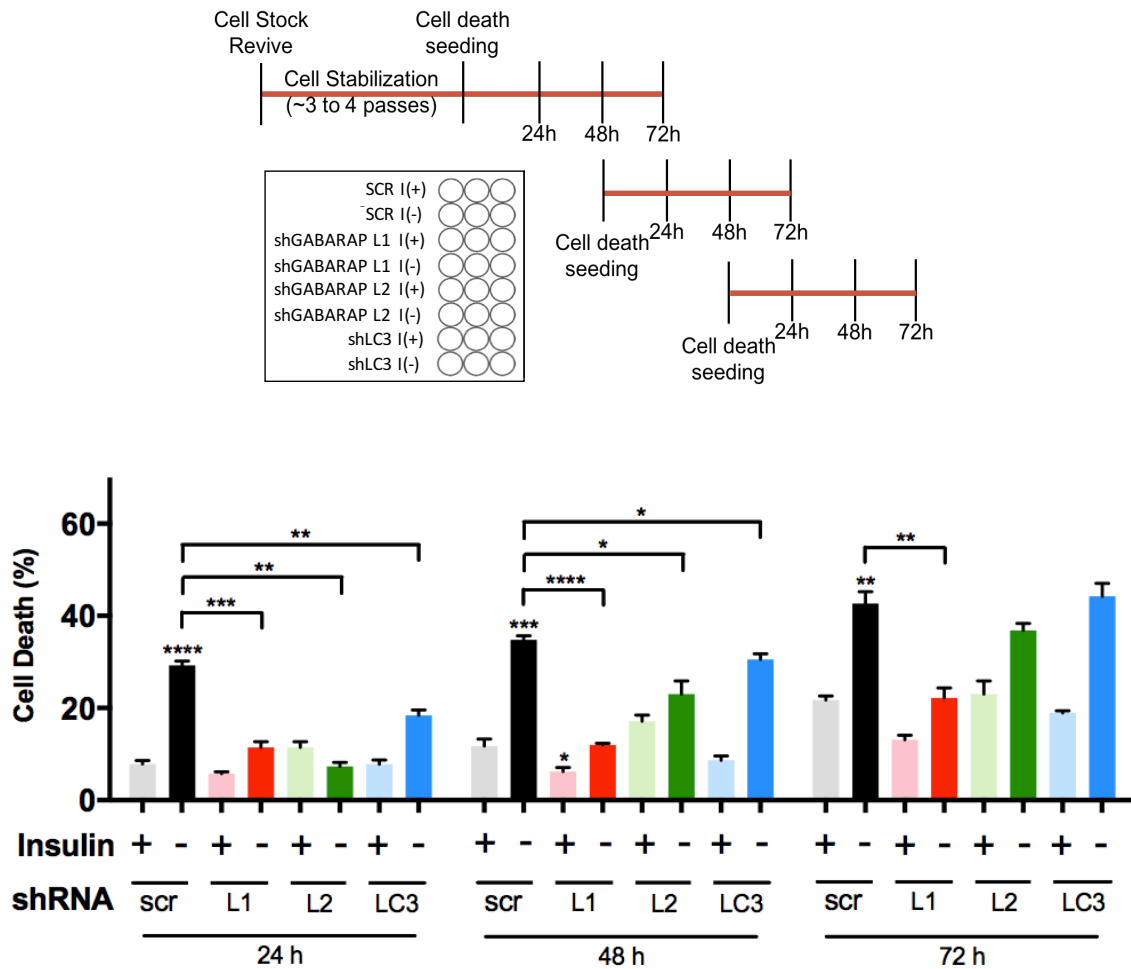 Cell Stock
Revive
Cell death
seeding
Cell Stabilization
(~3 to 4 passes)
24h 48h 72h
SCR I(+)
¯SCR I(-)
shGABARAP L1 I(+)
shGABARAP L1 I(-)
shGABARAP L2 I(+)
shGABARAP L2 I(-)
shLC3 I(+)
shLC3 I(-)
Cell death
seeding
24h 48h 72h
Cell death
seeding
24h 48h 72h
Cell Death (%)
60
40
20
0
**
**
***
****
*
*
****
***
*
**
**
Insulin + - + - + - + - + - + - + - + - + - + - + - + -
shRNA scr L1 L2 LC3 scr L1 L2 LC3 scr L1 L2 LC3
24 h 48 h 72 h